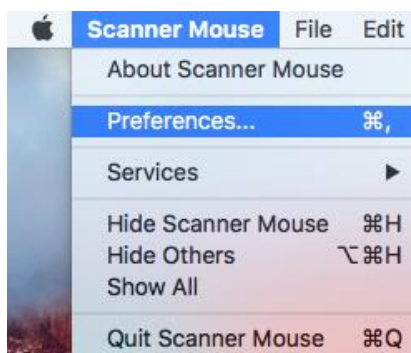 Scanner Mouse File Edit
About Scanner Mouse
Preferences... ⌘,
Services ▶
Hide Scanner Mouse ⌘H
Hide Others ⌥⌘H
Show All
Quit Scanner Mouse ⌘Q